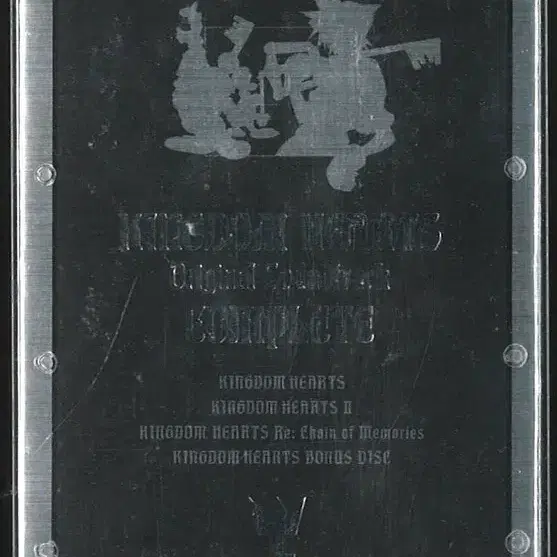 KINGDOM HEARTS
Original Soundtrack
COMPLETE
KINGDOM HEARTS
KINGDOM HEARTS II
KINGDOM HEARTS Re: Chain of Memories
KINGDOM HEARTS BONUS DISC